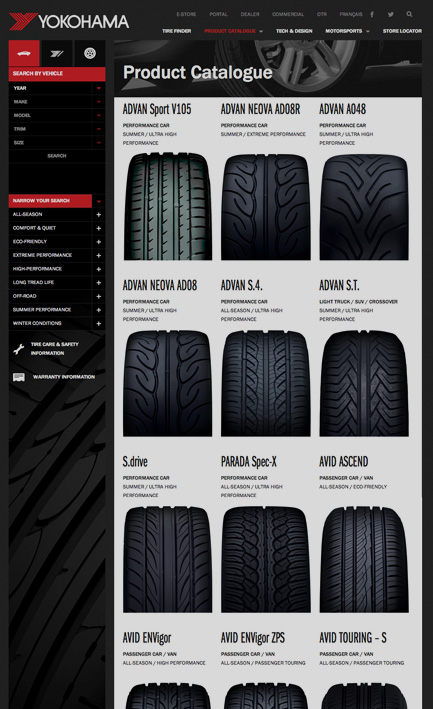 YOKOHAMA
E-STORE PORTAL DEALER COMMERCIAL OTR FRANÇAIS
TIRE FINDER PRODUCT CATALOGUE TECH & DESIGN MOTORSPORTS STORE LOCATOR
SEARCH BY VEHICLE
YEAR
MAKE
MODEL
TRIM
SIZE
SEARCH
NARROW YOUR SEARCH
ALL-SEASON
COMFORT & QUIET
ECO-FRIENDLY
EXTREME PERFORMANCE
HIGH-PERFORMANCE
LONG TREAD LIFE
OFF-ROAD
SUMMER PERFORMANCE
WINTER CONDITIONS
TIRE CARE & SAFETY
INFORMATION
WARRANTY INFORMATION
Product Catalogue
ADVAN Sport V105
PERFORMANCE CAR
SUMMER / ULTRA HIGH
PERFORMANCE
ADVAN NEOVA AD08R
PERFORMANCE CAR
SUMMER / EXTREME PERFORMANCE
ADVAN A048
PERFORMANCE CAR
SUMMER / ULTRA HIGH
PERFORMANCE
ADVAN NEOVA AD08
PERFORMANCE CAR
SUMMER / ULTRA HIGH
PERFORMANCE
ADVAN S.4.
PERFORMANCE CAR
ALL-SEASON / ULTRA HIGH
PERFORMANCE
ADVAN S.T.
LIGHT TRUCK / SUV / CROSSOVER
SUMMER / ULTRA HIGH
PERFORMANCE
S.drive
PERFORMANCE CAR
SUMMER / ULTRA HIGH
PERFORMANCE
PARADA Spec-X
PERFORMANCE CAR
ALL-SEASON / ULTRA HIGH
PERFORMANCE
AVID ASCEND
PASSENGER CAR / VAN
ALL-SEASON / ECO-FRIENDLY
AVID ENVigor
PASSENGER CAR / VAN
ALL-SEASON / HIGH PERFORMANCE
AVID ENVigor ZPS
PASSENGER CAR / VAN
ALL-SEASON / PASSENGER TOURING
AVID TOURING - S
PASSENGER CAR / VAN
ALL-SEASON / PASSENGER TOURING